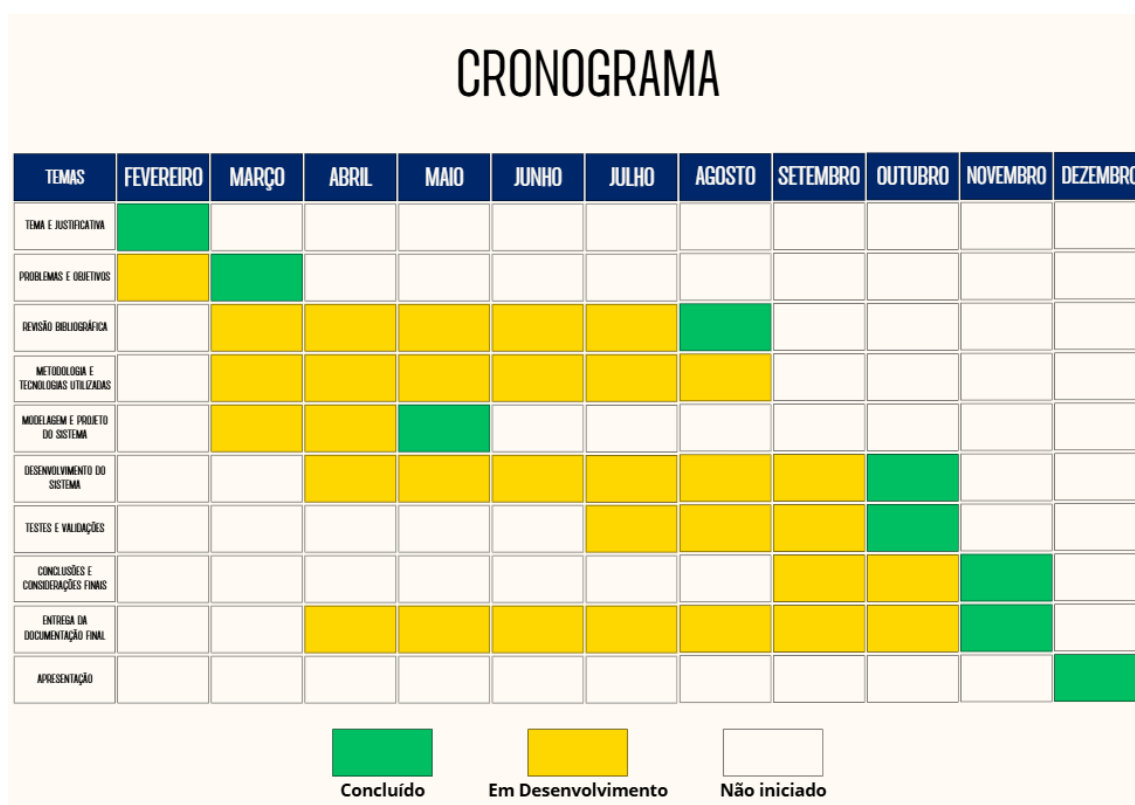 CRONOGRAMA
TEMAS FEVEREIRO MARÇO ABRIL MAIO JUNHO JULHO AGOSTO SETEMBRO OUTUBRO NOVEMBRO DEZEMBRO
TEMA E JUSTIFICATIVA
PROBLEMAS E OBJETIVOS
REVISÃO BIBLIOGRÁFICA
METODOLOGIA E
TECNOLOGIAS UTILIZADAS
MODELAGEM E PROJETO
DO SISTEMA
DESENVOLVIMENTO DO
SISTEMA
TESTES E VALIDAÇÕES
CONCLUSÕES E
CONSIDERAÇÕES FINAIS
ENTREGA DA
DOCUMENTAÇÃO FINAL
APRESENTAÇÃO
Concluído Em Desenvolvimento Não iniciado